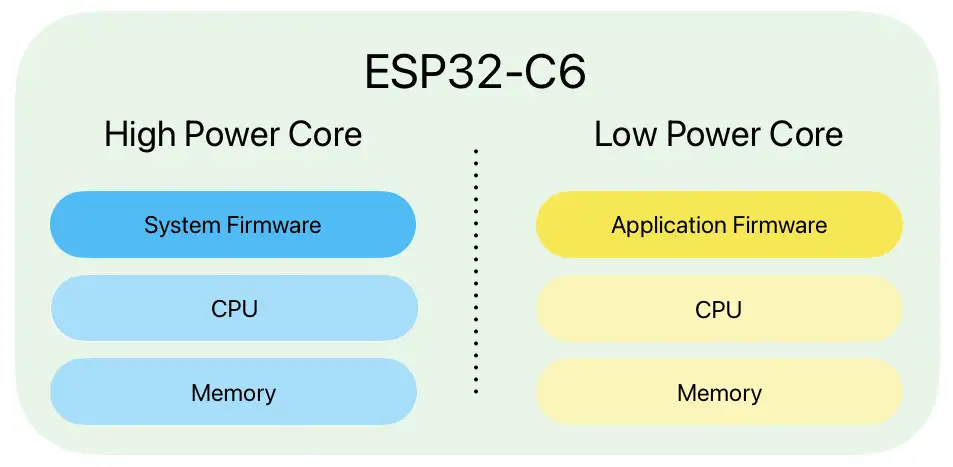 ESP32-C6
High Power Core
System Firmware
CPU
Memory
Low Power Core
Application Firmware
CPU
Memory